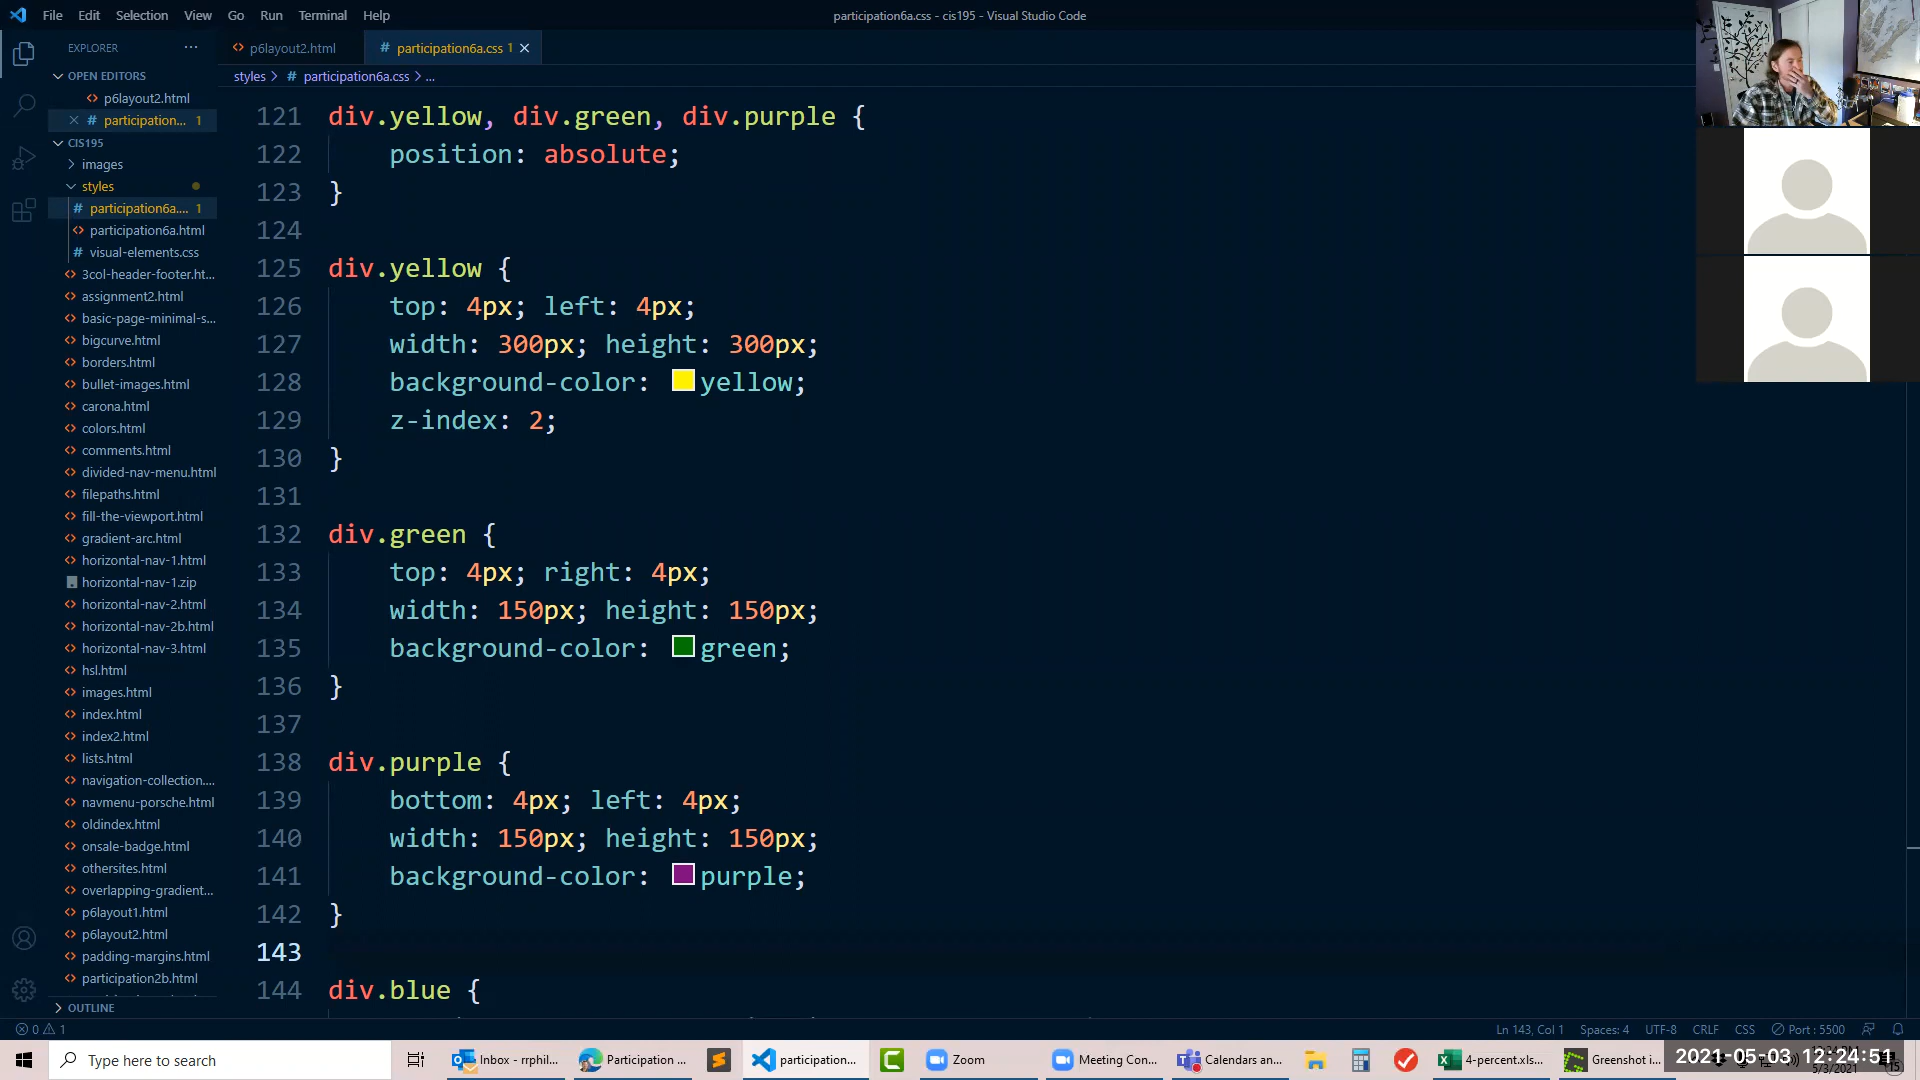 File Edit Selection View Go Run Terminal Help
participation6a.css - cis195 - Visual Studio Code
EXPLORER ...
OPEN EDITORS
p6layout2.html
participation... 1
CIS195
images
styles
participation6a.... 1
participation6a.html
visual-elements.css
3col-header-footer.ht...
assignment2.html
basic-page-minimal-s...
bigcurve.html
borders.html
bullet-images.html
carona.html
colors.html
comments.html
divided-nav-menu.html
filepaths.html
fill-the-viewport.html
gradient-arc.html
horizontal-nav-1.html
horizontal-nav-1.zip
horizontal-nav-2.html
horizontal-nav-2b.html
horizontal-nav-3.html
hsl.html
images.html
index.html
index2.html
lists.html
navigation-collection....
navmenu-porsche.html
oldindex.html
onsale-badge.html
othersites.html
overlapping-gradient...
p6layout1.html
p6layout2.html
padding-margins.html
participation2b.html
OUTLINE
p6layout2.html
participation6a.css 1
styles > # participation6a.css > ...
121 div.yellow, div.green, div.purple {
122 position: absolute;
123 }
124
125 div.yellow {
126 top: 4px; left: 4px;
127 width: 300px; height: 300px;
128 background-color: yellow;
129 z-index: 2;
130 }
131
132 div.green {
133 top: 4px; right: 4px;
134 width: 150px; height: 150px;
135 background-color: green;
136 }
137
138 div.purple {
139 bottom: 4px; left: 4px;
140 width: 150px; height: 150px;
141 background-color: purple;
142 }
143
144 div.blue {
0 1
Ln 143, Col 1 Spaces: 4 UTF-8 CRLF CSS Port : 5500
Type here to search
Inbox - rrphil...
Participation ...
participation...
Zoom
Meeting Con...
Calendars an...
4-percent.xls...
Greenshot i...
2021-05-03 12:24:51
5/3/2021